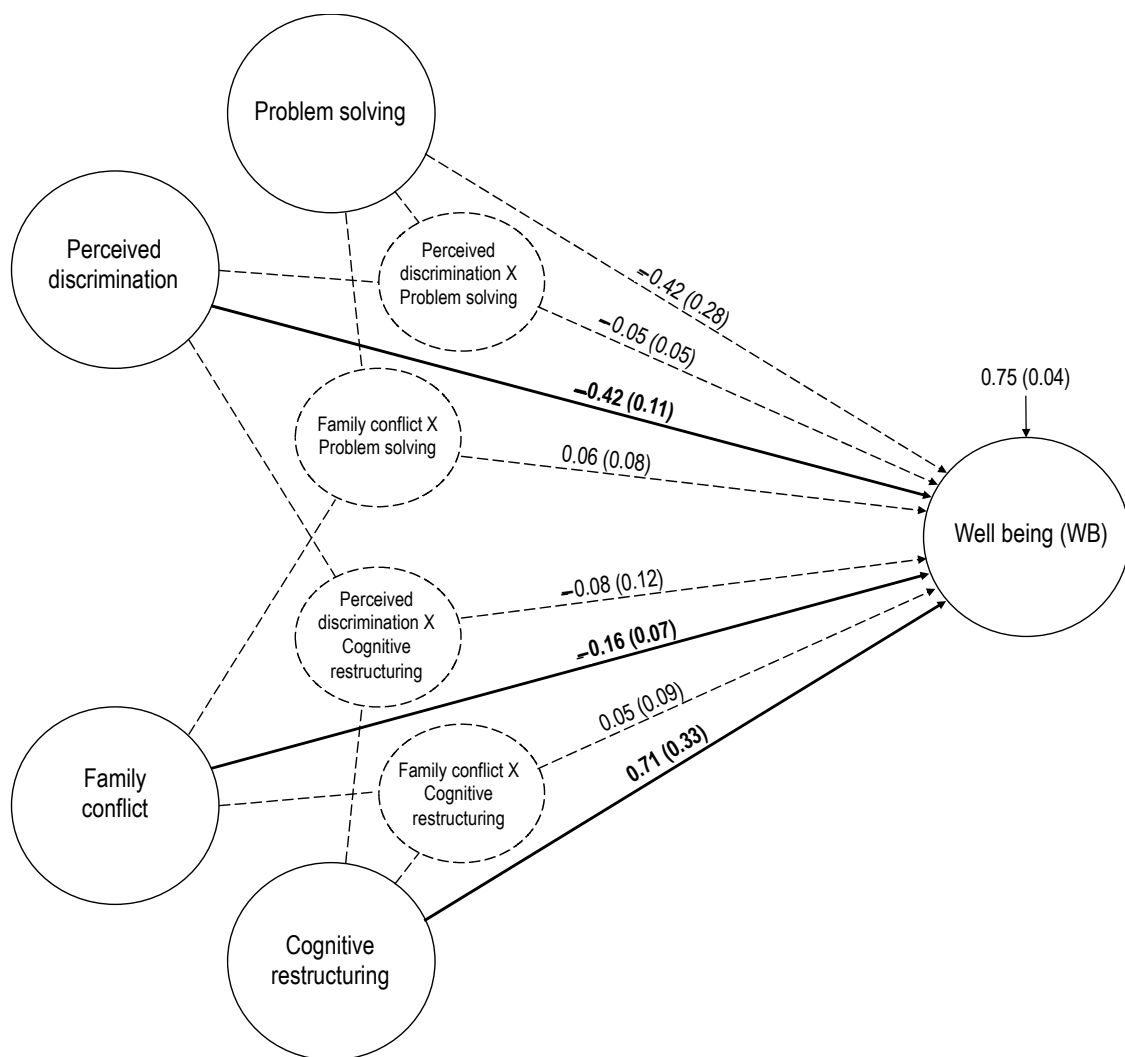 Problem solving
Perceived
discrimination
Perceived
discrimination X
Problem solving
–0.42 (0.28)
–0.05 (0.05)
–0.42 (0.11)
0.75 (0.04)
Family conflict X
Problem solving
0.06 (0.08)
Well being (WB)
–0.08 (0.12)
Perceived
discrimination X
Cognitive
restructuring
–0.16 (0.07)
0.05 (0.09)
0.71 (0.33)
Family
conflict
Family conflict X
Cognitive
restructuring
Cognitive
restructuring